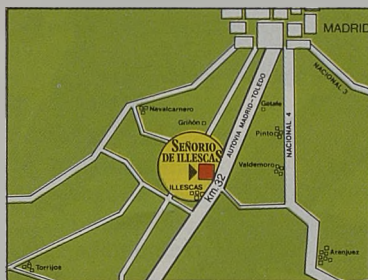 MADRID
NACIONAL 3
AUTOVIA MADRID-TOLEDO
Getafe
Navalcarnero
Griñón
Pinto
NACIONAL 4
SEÑORIO
DE ILLESCAS
Valdemoro
ILLESCAS
km.32
Aranjuez
Torrijos